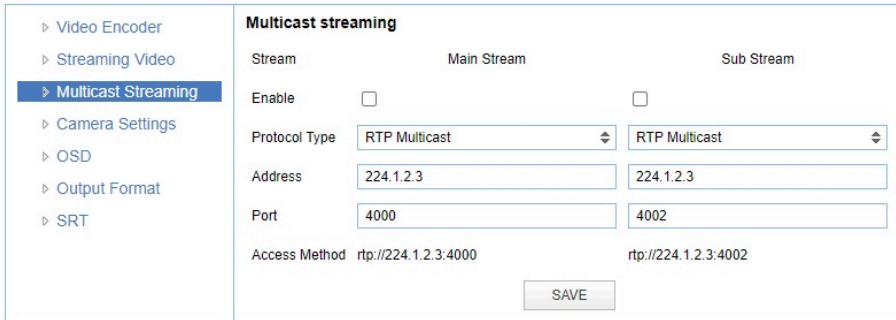 Video Encoder
Streaming Video
Multicast Streaming
Camera Settings
OSD
Output Format
SRT
Multicast streaming
Stream Main Stream Sub Stream
Enable
Protocol Type RTP Multicast RTP Multicast
Address 224.1.2.3 224.1.2.3
Port 4000 4002
Access Method rtp://224.1.2.3:4000 rtp://224.1.2.3:4002
SAVE